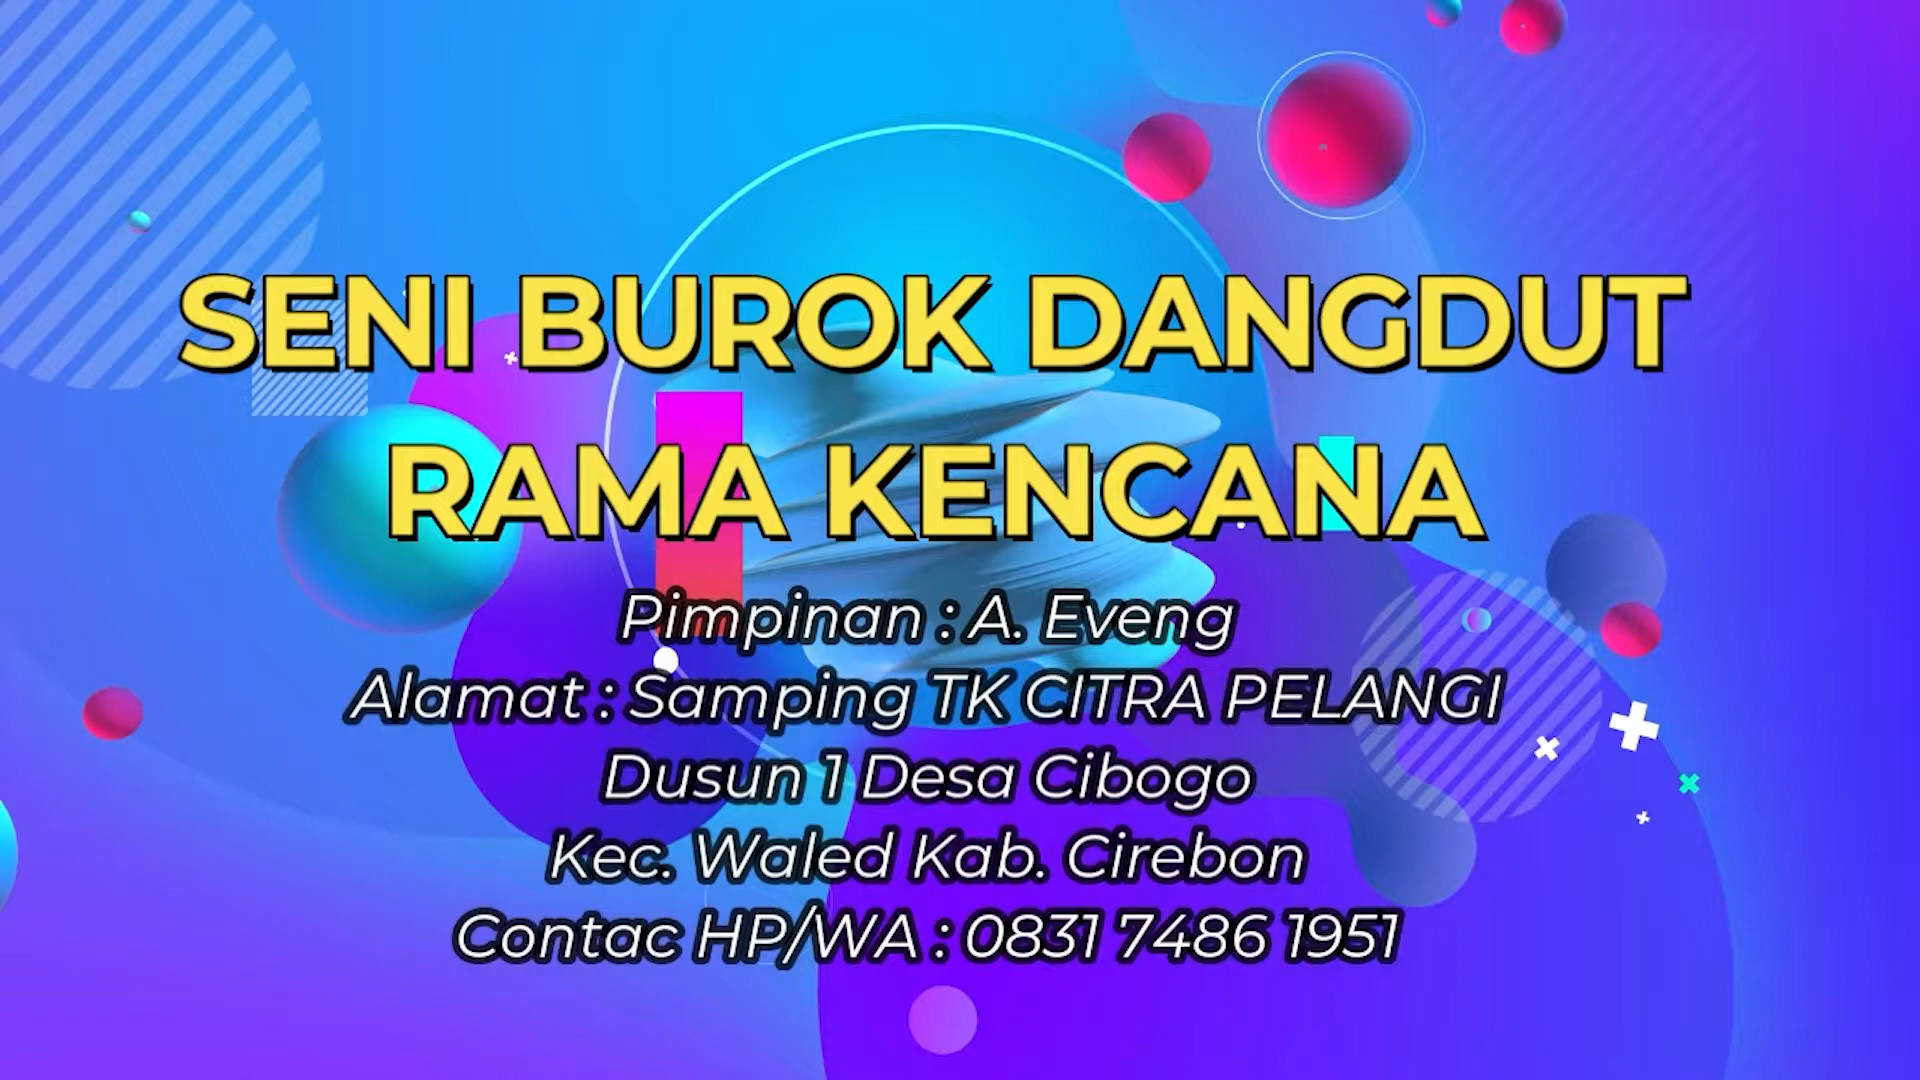 SENI BUROK DANGDUT
RAMA KENCANA
Pimpinan : A. Eveng
Alamat : Samping TK CITRA PELANGI
Dusun 1 Desa Cibogo
Kec. Waled Kab. Cirebon
Contac HP/WA : 0831 7486 1951